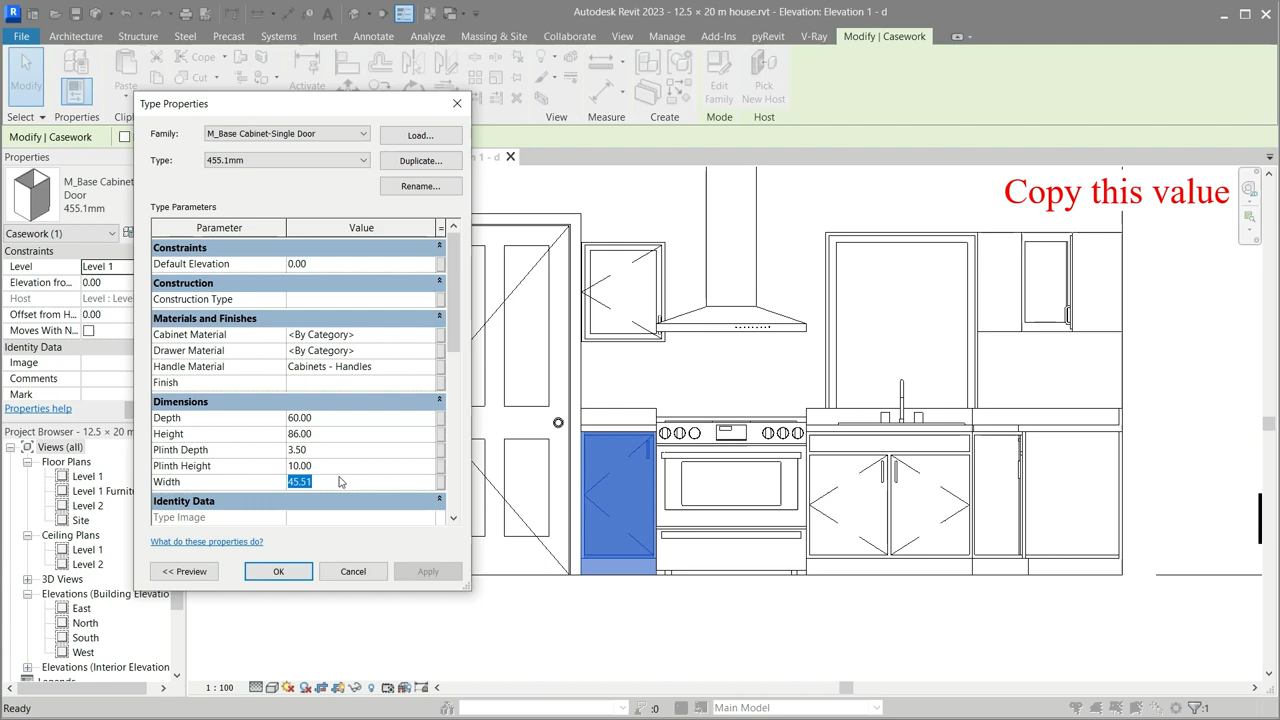 Autodesk Revit 2023 - 12.5 × 20 m house.rvt - Elevation: Elevation 1 - d
File Architecture Structure Steel Precast Systems Insert Annotate Analyze Massing & Site Collaborate View Manage Add-Ins pyRevit V-Ray Modify | Casework
Modify Paste Cope Cut Activate Edit Family Pick New Host
Select Properties View Measure Create Mode Host
Modify | Casework
Properties
M_Base Cabinet
Door
455.1mm
Casework (1)
Constraints
Level Level 1
Elevation fro... 0.00
Host Level : Leve
Offset from H... 0.00
Moves With N...
Identity Data
Image
Comments
Mark
Properties help
Project Browser - 12.5 × 20 m
Views (all)
Floor Plans
Level 1
Level 1 Furnitu
Level 2
Site
Ceiling Plans
Level 1
Level 2
3D Views
Elevations (Building Elevation
East
North
South
West
Elevations (Interior Elevation
Type Properties
Family: M_Base Cabinet-Single Door Load...
Type: 455.1mm Duplicate...
Rename...
Type Parameters
Parameter Value =
Constraints
Default Elevation 0.00
Construction
Construction Type
Materials and Finishes
Cabinet Material <By Category>
Drawer Material <By Category>
Handle Material Cabinets - Handles
Finish
Dimensions
Depth 60.00
Height 86.00
Plinth Depth 3.50
Plinth Height 10.00
Width 45.51
Identity Data
Type Image
What do these properties do?
<< Preview OK Cancel Apply
n 1 - d
Copy this value
1 : 100
Ready :0 Main Model :1